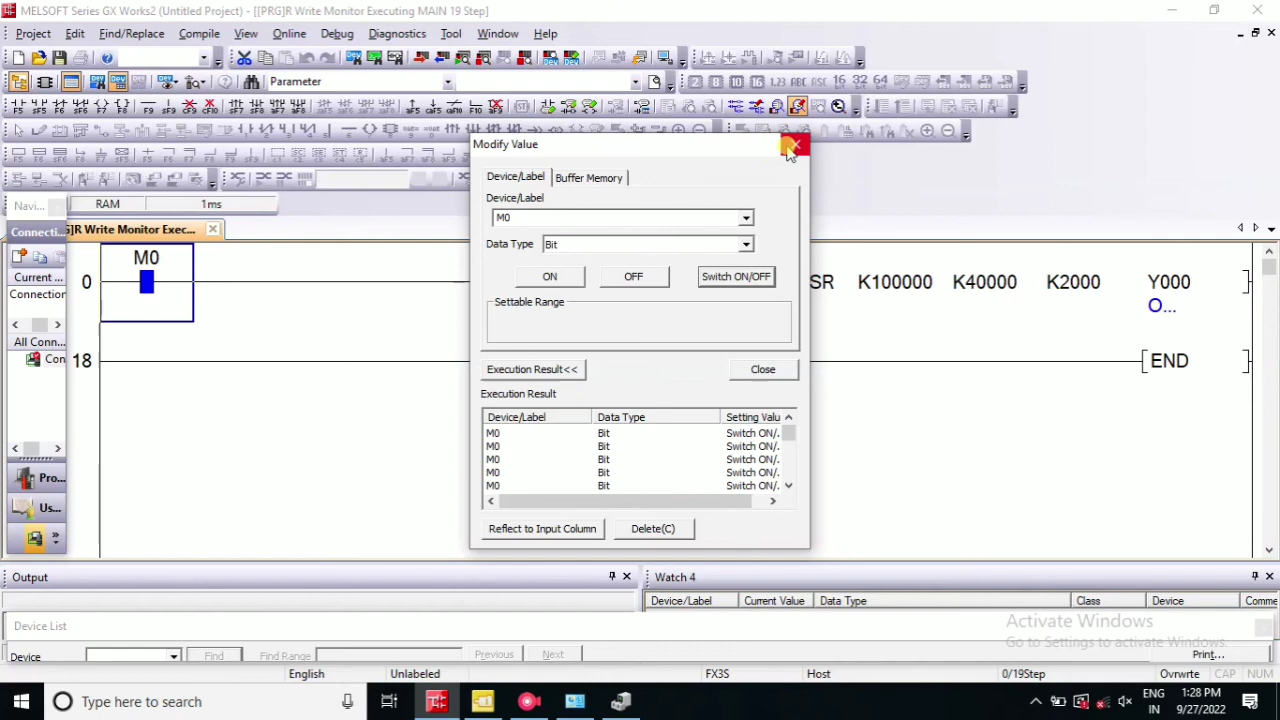 MELSOFT Series GX Works2 (Untitled Project) - [[PRG]R Write Monitor Executing MAIN 19 Step]
Project Edit Find/Replace Compile View Online Debug Diagnostics Tool Window Help
Parameter
Navi...
RAM 1ms
Connecti...
]R Write Monitor Exec...
Current ...
Connection
All Conn...
Con
Pro...
Us...
M0
0
SR K100000 K40000 K2000 Y000
O...
18
END
Modify Value
Device/Label Buffer Memory
Device/Label
M0
Data Type Bit
ON OFF Switch ON/OFF
Settable Range
Execution Result<< Close
Execution Result
Device/Label Data Type Setting Valu
M0 Bit Switch ON/.
M0 Bit Switch ON/.
M0 Bit Switch ON/.
M0 Bit Switch ON/.
M0 Bit Switch ON/.
Reflect to Input Column Delete(C)
Output
Watch 4
Device/Label Current Value Data Type Class Device Comme
Device List
Activate Windows
Go to Settings to activate Windows.
Device Find Find Range Previous Next Print...
English Unlabeled FX3S Host 0/19Step Ovrwrte CAP NUM
Type here to search
ENG
IN
1:28 PM
9/27/2022